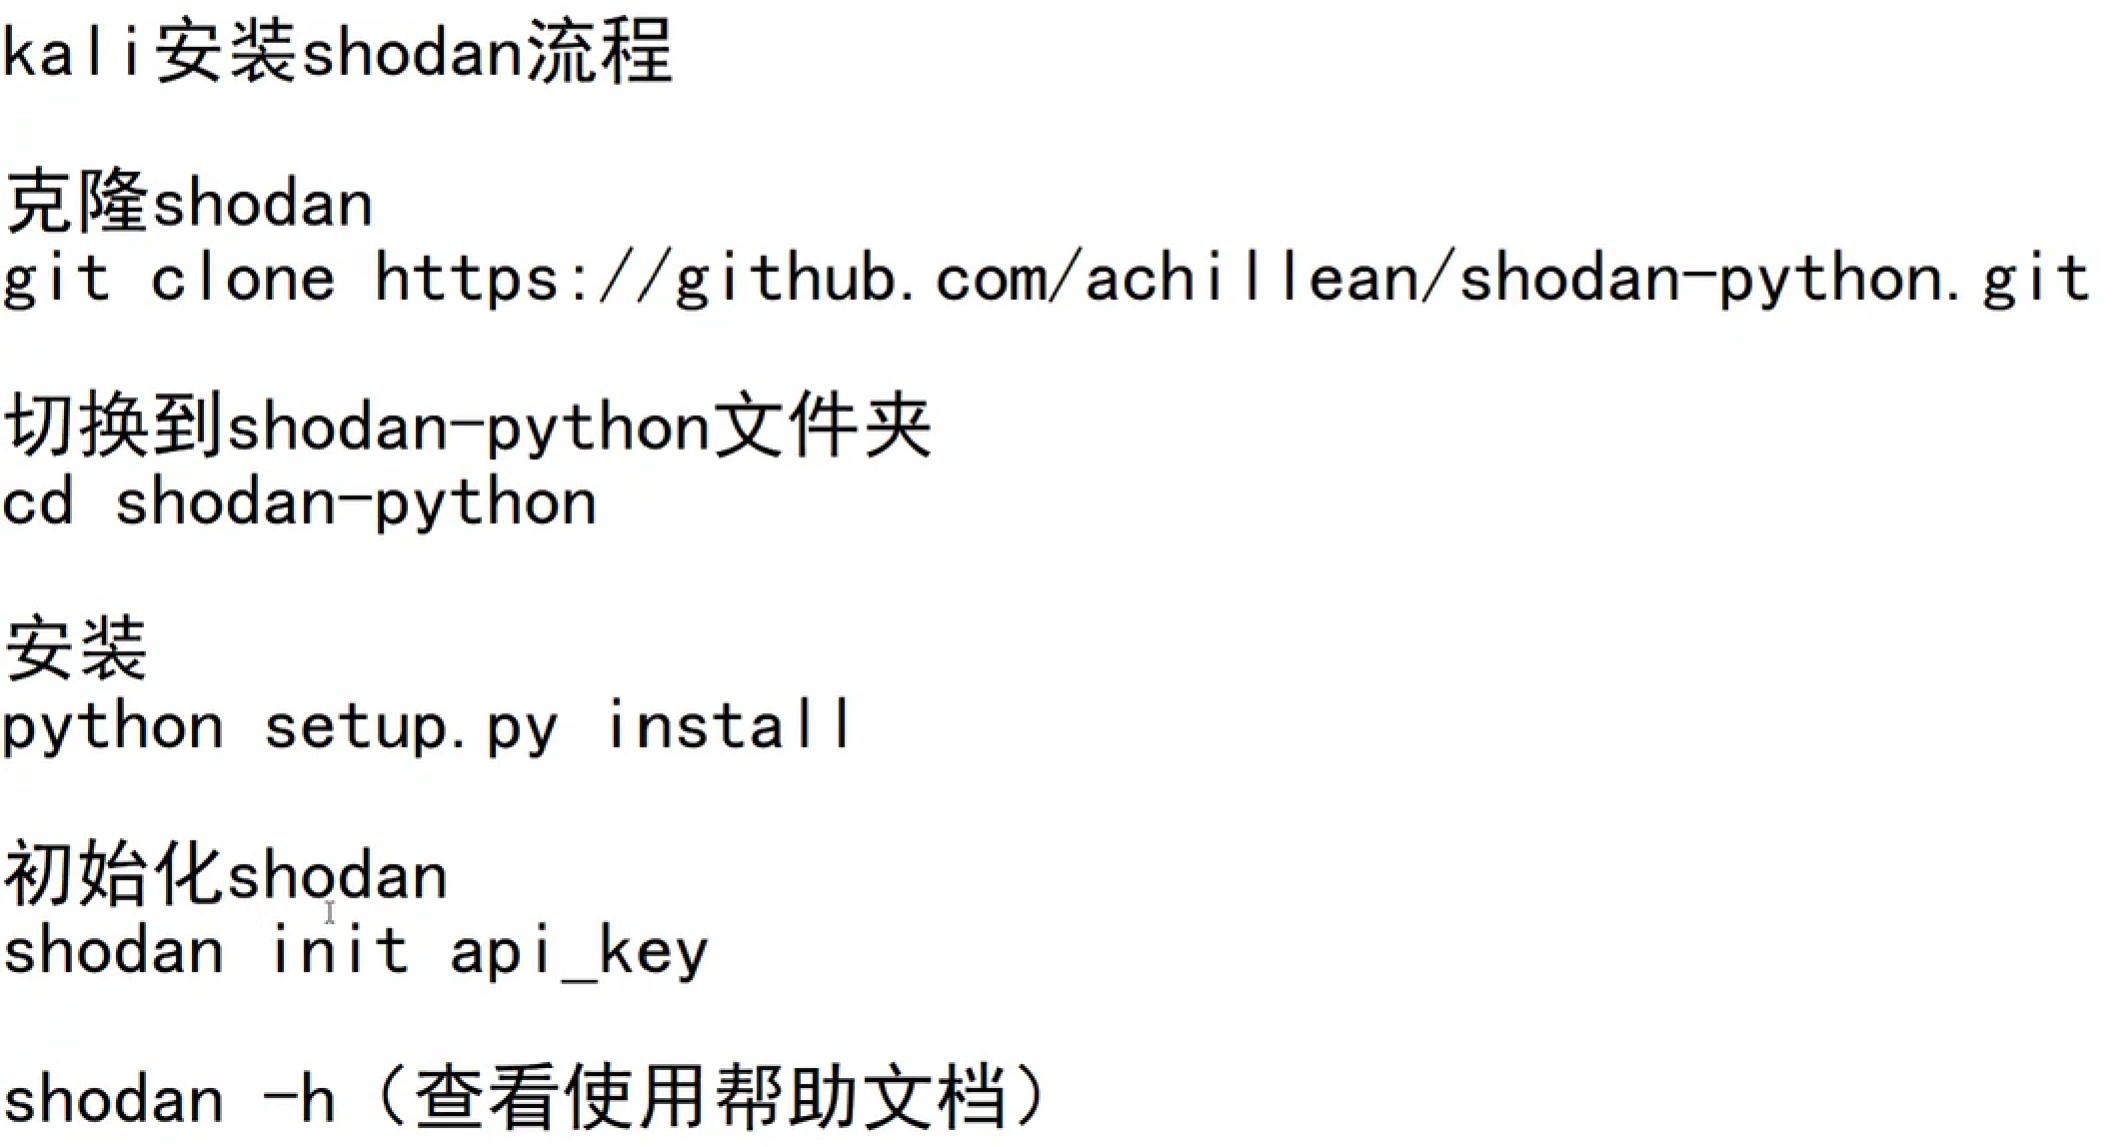 kali安装shodan流程
克隆shodan
git clone https://github.com/achillean/shodan-python.git
切换到shodan-python文件夹
cd shodan-python
安装
python setup.py install
初始化shodan
shodan init api_key
shodan -h（查看使用帮助文档）